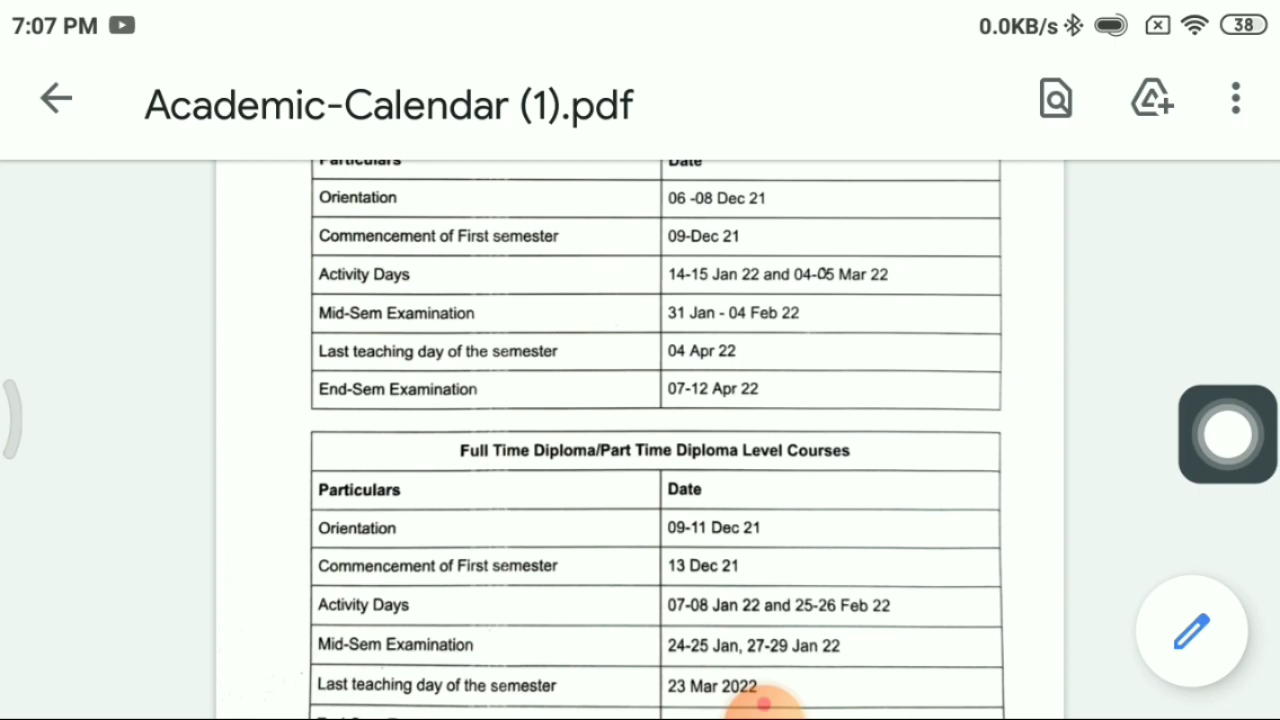 7:07 PM 0.0KB/s 38
Academic-Calendar (1).pdf
Particulars Date
Orientation 06 -08 Dec 21
Commencement of First semester 09-Dec 21
Activity Days 14-15 Jan 22 and 04-05 Mar 22
Mid-Sem Examination 31 Jan - 04 Feb 22
Last teaching day of the semester 04 Apr 22
End-Sem Examination 07-12 Apr 22
Full Time Diploma/Part Time Diploma Level Courses
Particulars Date
Orientation 09-11 Dec 21
Commencement of First semester 13 Dec 21
Activity Days 07-08 Jan 22 and 25-26 Feb 22
Mid-Sem Examination 24-25 Jan, 27-29 Jan 22
Last teaching day of the semester 23 Mar 2022